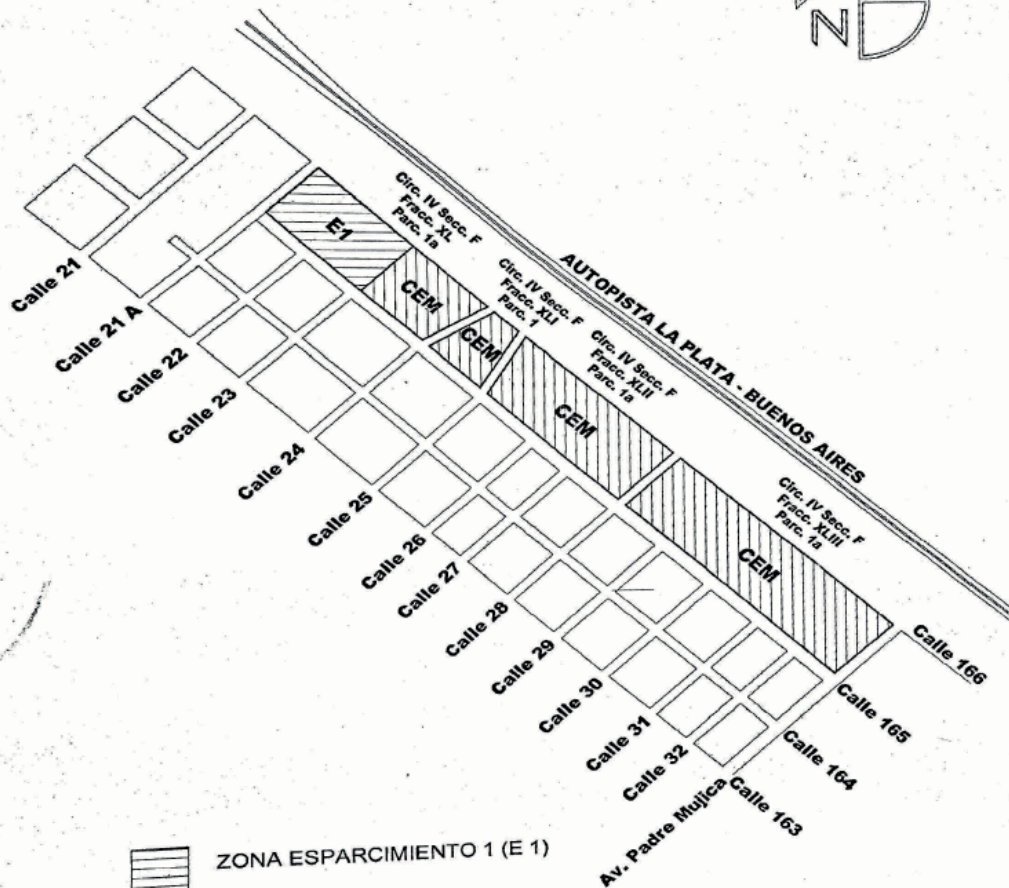 N
Circ. IV Secc. F
Fracc. XL
Parc. 1a
E1
CEM
Circ. IV Secc. F
Fracc. XLI
Parc. 1
CEM
AUTOPISTA LA PLATA - BUENOS AIRES
Circ. IV Secc. F
Fracc. XLII
Parc. 1a
CEM
Circ. IV Secc. F
Fracc. XLIII
Parc. 1a
CEM
Calle 21
Calle 21 A
Calle 22
Calle 23
Calle 24
Calle 25
Calle 26
Calle 27
Calle 28
Calle 29
Calle 30
Calle 31
Calle 32
Av. Padre Mujica
Calle 166
Calle 165
Calle 164
Calle 163
ZONA ESPARCIMIENTO 1 (E 1)